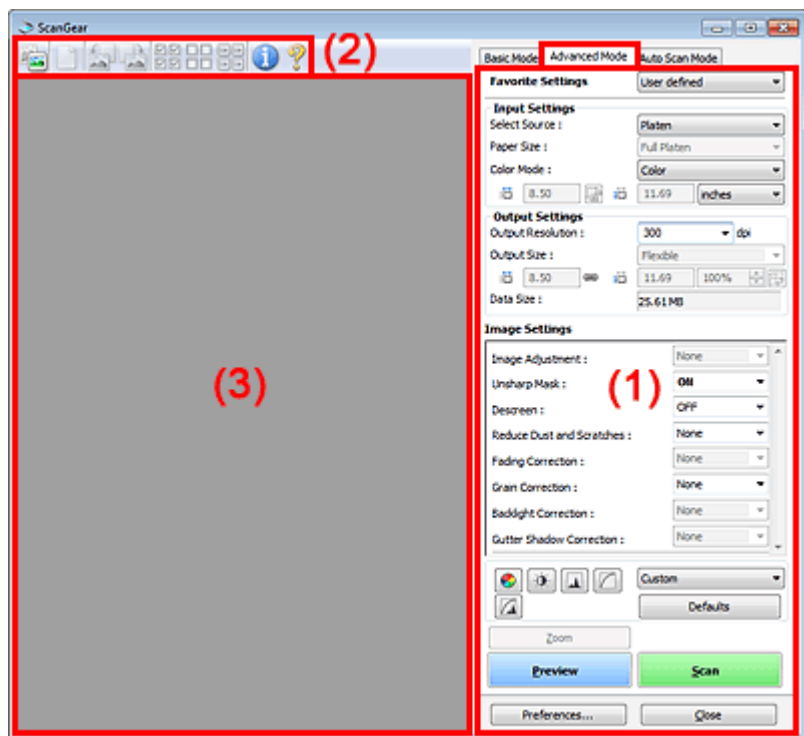 ScanGear
(2)
Basic Mode Advanced Mode Auto Scan Mode
Favorite Settings User defined
Input Settings
Select Source : Platen
Paper Size : Full Platen
Color Mode : Color
8.50 11.69 inches
Output Settings
Output Resolution : 300 dpi
Output Size : Flexible
8.50 11.69 100%
Data Size : 25.61 MB
Image Settings
Image Adjustment : None
Unsharp Mask : ON
Descreen : OFF
Reduce Dust and Scratches : None
Fading Correction : None
Grain Correction : None
Backlight Correction : None
Gutter Shadow Correction : None
(3)
(1)
Custom
Defaults
Zoom
Preview Scan
Preferences... Close